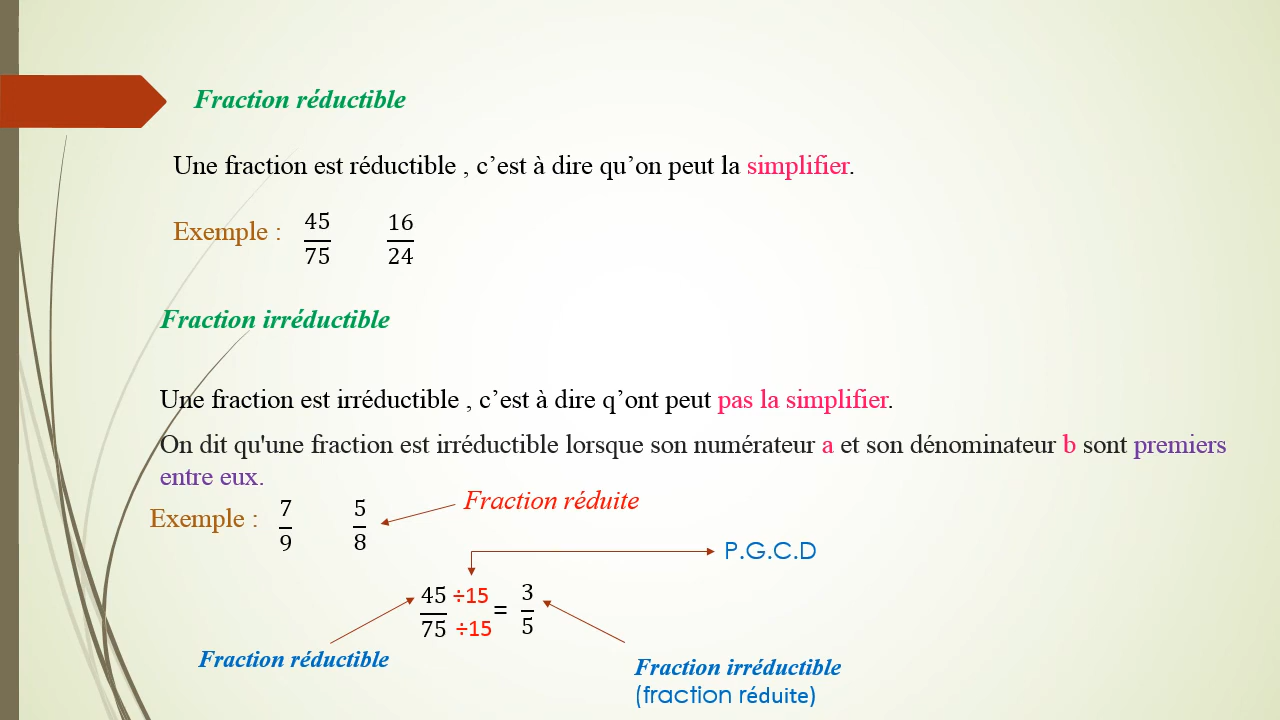 Fraction réductible
Une fraction est réductible , c’est à dire qu’on peut la simplifier.
Exemple : 45/75 16/24
Fraction irréductible
Une fraction est irréductible , c’est à dire q’ont peut pas la simplifier.
On dit qu'une fraction est irréductible lorsque son numérateur a et son dénominateur b sont premiers
entre eux.
Fraction réduite
Exemple : 7/9 5/8
P.G.C.D
45 ÷15 / 75 ÷15 = 3/5
Fraction réductible
Fraction irréductible
(fraction réduite)